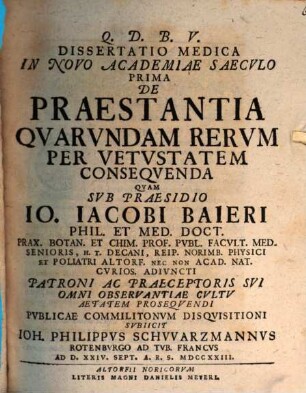 Q. D. B. V.
DISSERTATIO MEDICA
IN NOVO ACADEMIAE SAECULO
PRIMA
DE
PRAESTANTIA
QVARVNDAM RERVM
PER VETVSTATEM
CONSEQVENDA
QVAM
SVB PRAESIDIO
IO. IACOBI BAIERI
PHIL. ET MED. DOCT.
PRAX. BOTAN. ET CHIM. PROF. PVBL. FACVLT. MED.
SENIORIS, H. T. DECANI, REIP. NORIMB. PHYSICI
ET POLIATRI ALTORF. NEC NON ACAD. NAT.
CVRIOS. ADIVNCTI
PATRONI AC PRAECEPTORIS SVI
OMNI OBSERVANTIAE CVLTV
AETATEM PROSEQVENDI
PVBLICAE COMMILITONVM DISQVISITIONI
SVBIICIT
IOH. PHILIPPVS SCHVVARZMANNVS
ROTENBVRGO AD TVB. FRANCVS
AD D. XXIV. SEPT. A. R. S. MDCCXXIII.
ALTORFII NORICORVM
LITERIS MAGNI DANIELIS MEYERI.